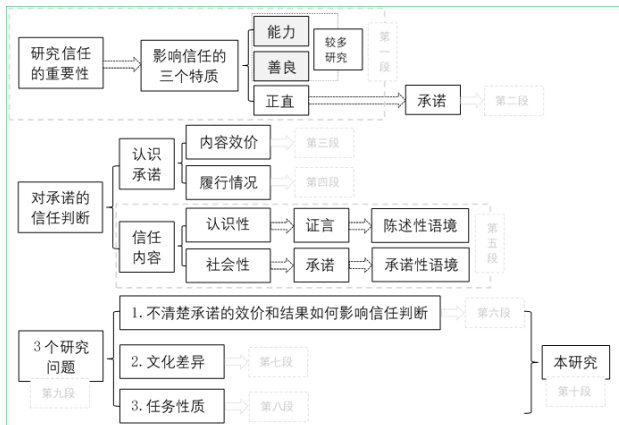 研究信任
的重要性
影响信任的
三个特质
能力
善良
正直
较多
研究
第一段
承诺
第二段
对承诺的
信任判断
认识
承诺
内容效价
第三段
履行情况
第四段
信任
内容
认识性
证言
陈述性语境
社会性
承诺
承诺性语境
第五段
3个研究
问题
第九段
1.不清楚承诺的效价和结果如何影响信任判断
第六段
2.文化差异
第七段
3.任务性质
第八段
本研究
第十段